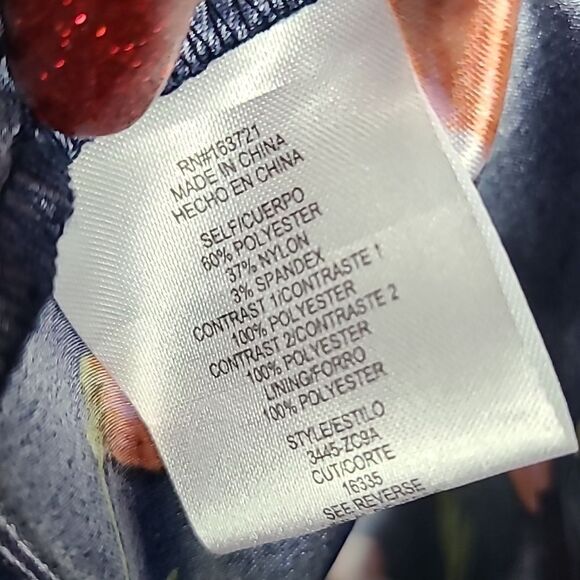 RN#163721
MADE IN CHINA
HECHO EN CHINA
SELF/CUERPO
60% POLYESTER
37% NYLON
3% SPANDEX
CONTRAST 1/CONTRASTE 1
100% POLYESTER
CONTRAST 2/CONTRASTE 2
100% POLYESTER
LINING/FORRO
100% POLYESTER
STYLE/ESTILO
3445-ZC9A
CUT/CORTE
16335
SEE REVERSE